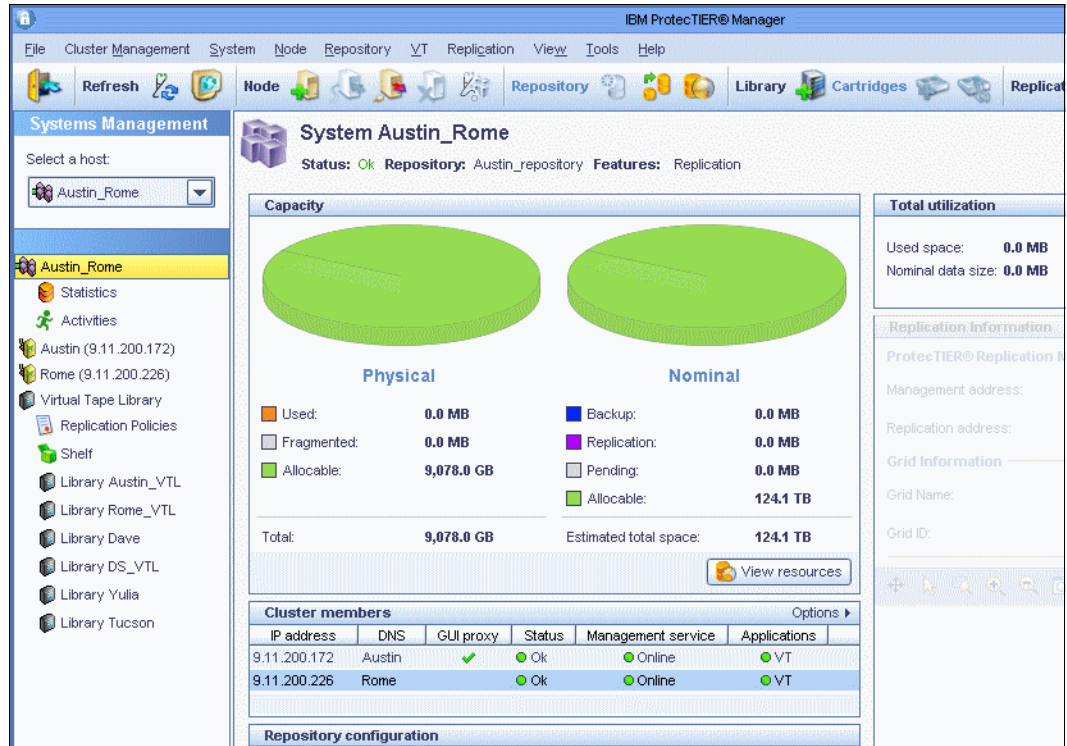 IBM ProtecTIER® Manager
File Cluster Management System Node Repository VT Replication View Tools Help
Refresh Node Repository Library Cartridges Replicat
Systems Management
Select a host:
Austin_Rome
Austin_Rome
Statistics
Activities
Austin (9.11.200.172)
Rome (9.11.200.226)
Virtual Tape Library
Replication Policies
Shelf
Library Austin_VTL
Library Rome_VTL
Library Dave
Library DS_VTL
Library Yulia
Library Tucson
System Austin_Rome
Status: Ok Repository: Austin_repository Features: Replication
Capacity
Physical
Used: 0.0 MB
Fragmented: 0.0 MB
Allocable: 9,078.0 GB
Total: 9,078.0 GB
Nominal
Backup: 0.0 MB
Replication: 0.0 MB
Pending: 0.0 MB
Allocable: 124.1 TB
Estimated total space: 124.1 TB
View resources
Cluster members Options
IP address DNS GUI proxy Status Management service Applications
9.11.200.172 Austin Ok Online VT
9.11.200.226 Rome Ok Online VT
Repository configuration
Total utilization
Used space: 0.0 MB
Nominal data size: 0.0 MB
Replication Information
ProtecTIER® Replication M
Management address:
Replication address:
Grid Information
Grid Name:
Grid ID: